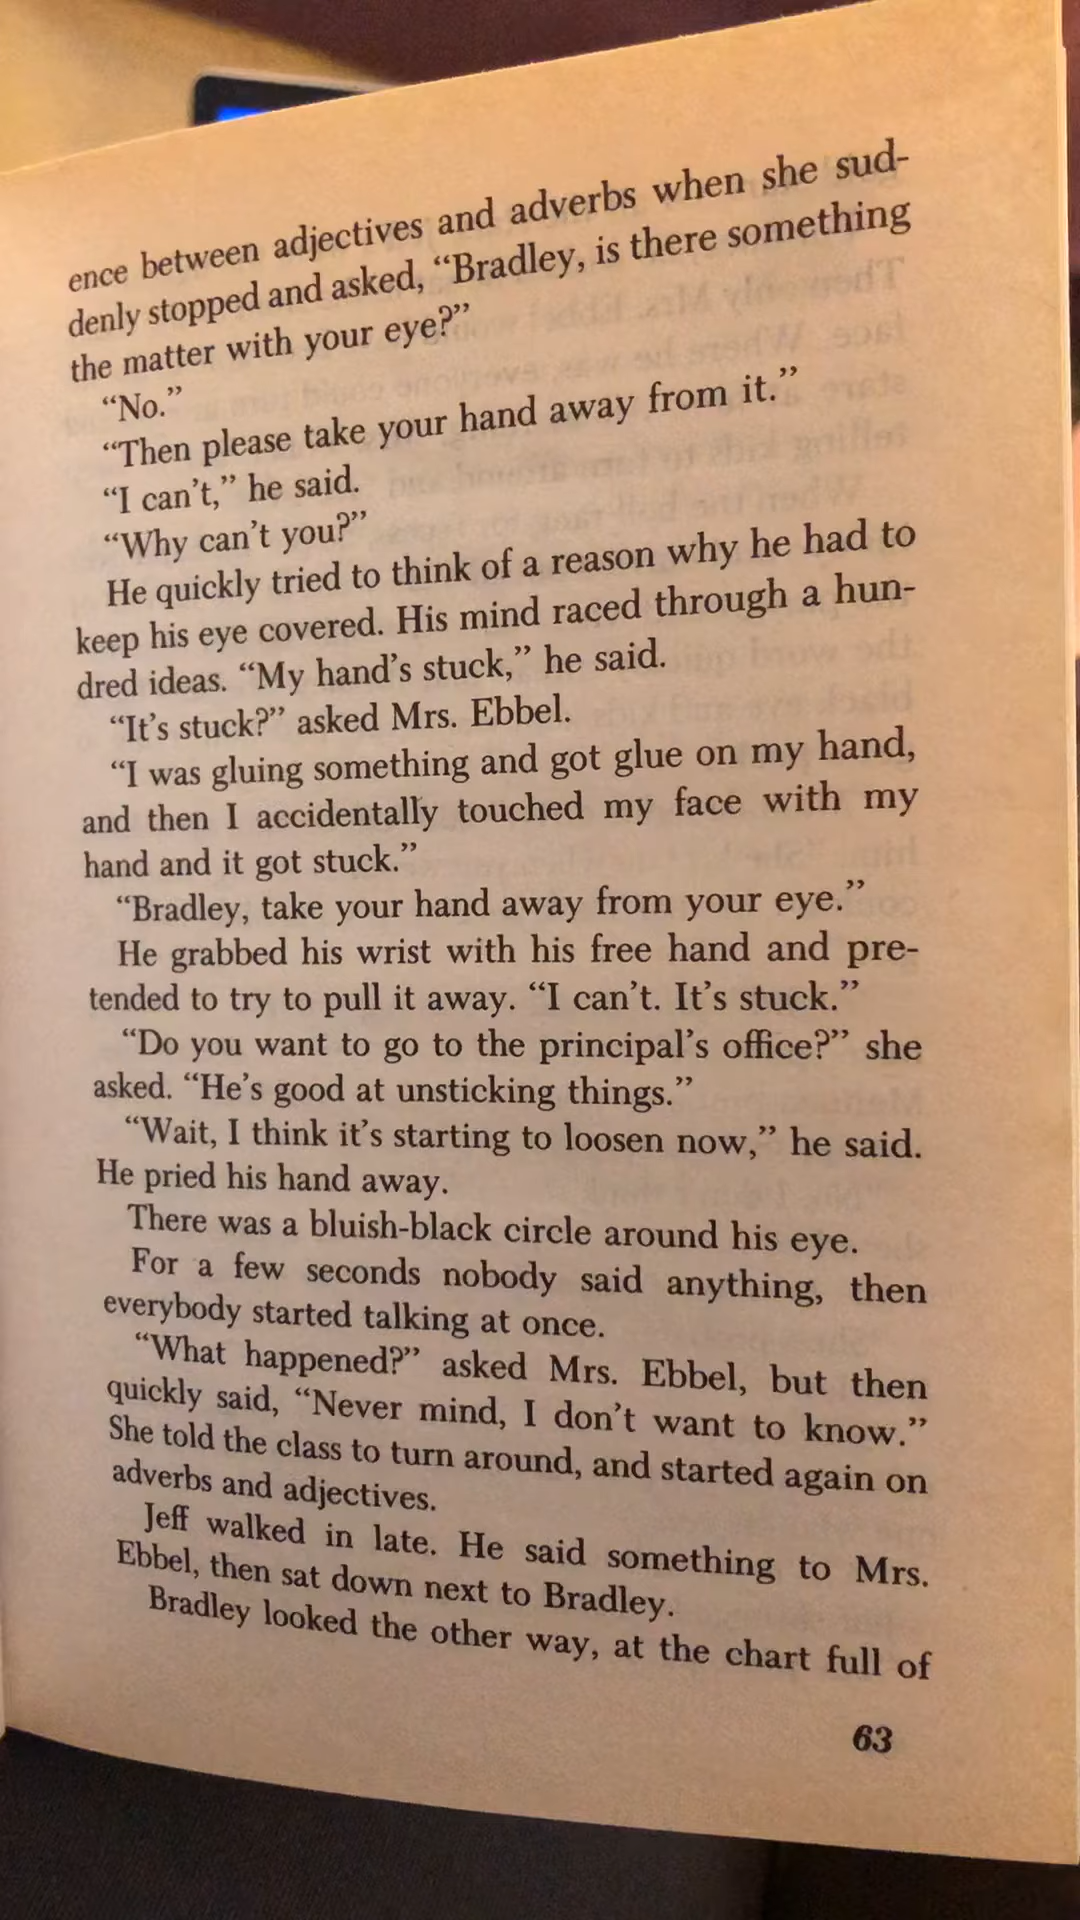 ence between adjectives and adverbs when she sud-
denly stopped and asked, “Bradley, is there something
the matter with your eye?”
“No.”
“Then please take your hand away from it.”
“I can't,” he said.
“Why can't you?”
He quickly tried to think of a reason why he had to
keep his eye covered. His mind raced through a hun-
dred ideas. “My hand's stuck,” he said.
“It's stuck?” asked Mrs. Ebbel.
“I was gluing something and got glue on my hand,
and then I accidentally touched my face with my
hand and it got stuck.”
“Bradley, take your hand away from your eye.”
He grabbed his wrist with his free hand and pre-
tended to try to pull it away. “I can't. It's stuck.”
“Do you want to go to the principal's office?” she
asked. “He's good at unsticking things.”
“Wait, I think it's starting to loosen now,” he said.
He pried his hand away.
There was a bluish-black circle around his eye.
For a few seconds nobody said anything, then
everybody started talking at once.
“What happened?” asked Mrs. Ebbel, but then
quickly said, “Never mind, I don't want to know.”
She told the class to turn around, and started again on
adverbs and adjectives.
Jeff walked in late. He said something to Mrs.
Ebbel, then sat down next to Bradley.
Bradley looked the other way, at the chart full of
63